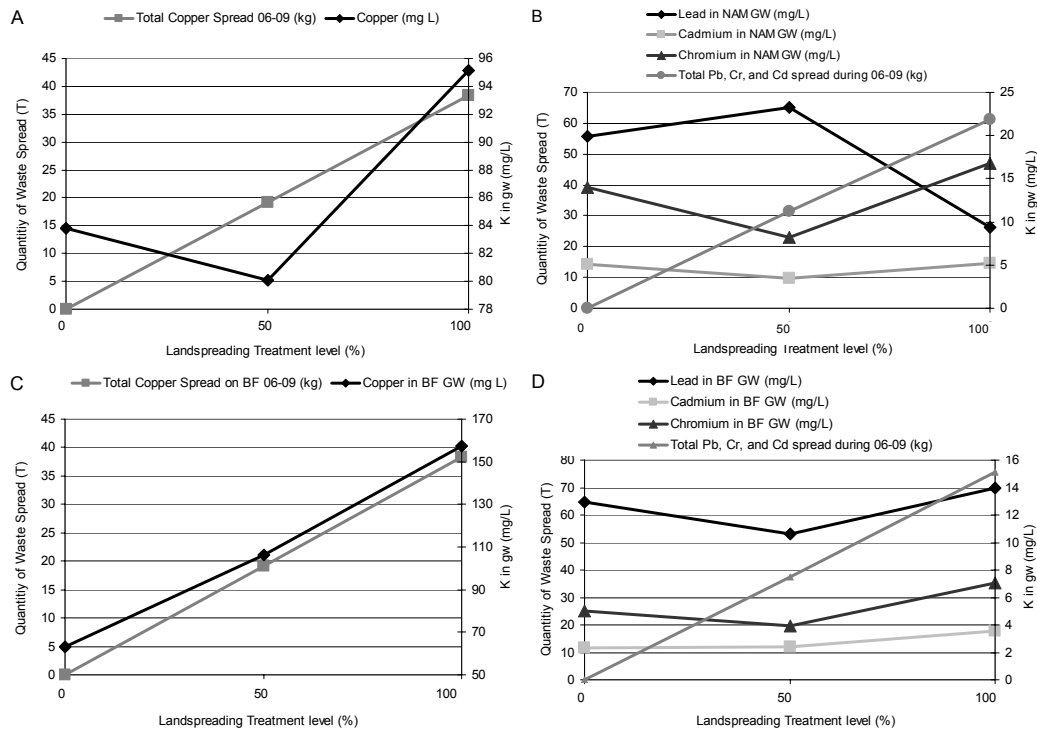 A
Total Copper Spread 06-09 (kg)
Copper (mg L)
Quantitiy of Waste Spread (T)
45
40
35
30
25
20
15
10
5
0
96
94
92
90
88
86
84
82
80
78
K in gw (mg/L)
0
50
100
Landspreading Treatment level (%)
B
Lead in NAM GW (mg/L)
Cadmium in NAM GW (mg/L)
Chromium in NAM GW (mg/L)
Total Pb, Cr, and Cd spread during 06-09 (kg)
Quantitiy of Waste Spread (T)
70
60
50
40
30
20
10
0
25
20
15
10
5
0
K in gw (mg/L)
0
50
100
Landspreading Treatment level (%)
C
Total Copper Spread on BF 06-09 (kg)
Copper in BF GW (mg L)
Quantitiy of Waste Spread (T)
45
40
35
30
25
20
15
10
5
0
170
150
130
110
90
70
50
K in gw (mg/L)
0
50
100
Landspreading Treatment level (%)
D
Lead in BF GW (mg/L)
Cadmium in BF GW (mg/L)
Chromium in BF GW (mg/L)
Total Pb, Cr, and Cd spread during 06-09 (kg)
Quantitiy of Waste Spread (T)
80
70
60
50
40
30
20
10
0
16
14
12
10
8
6
4
2
0
K in gw (mg/L)
0
50
100
Landspreading Treatment level (%)